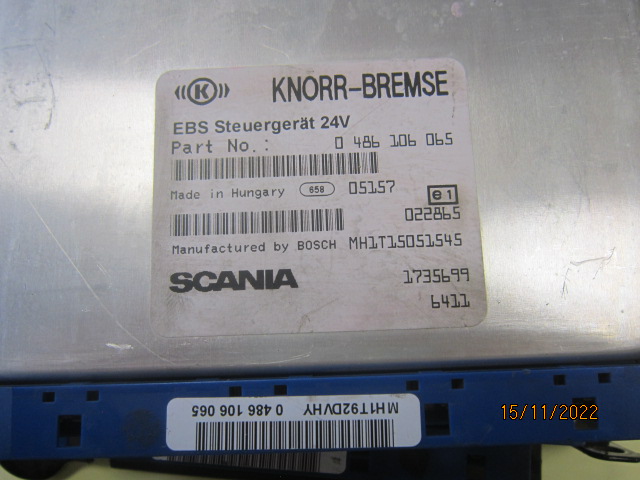 K KNORR-BREMSE
EBS Steuergerät 24V
Part No.: 0 486 106 065
Made in Hungary 658 05157 e1
022865
Manufactured by BOSCH MH1T15051545
SCANIA 1735699
6411
MH1T92DVHY 0 486 106 065
15/11/2022